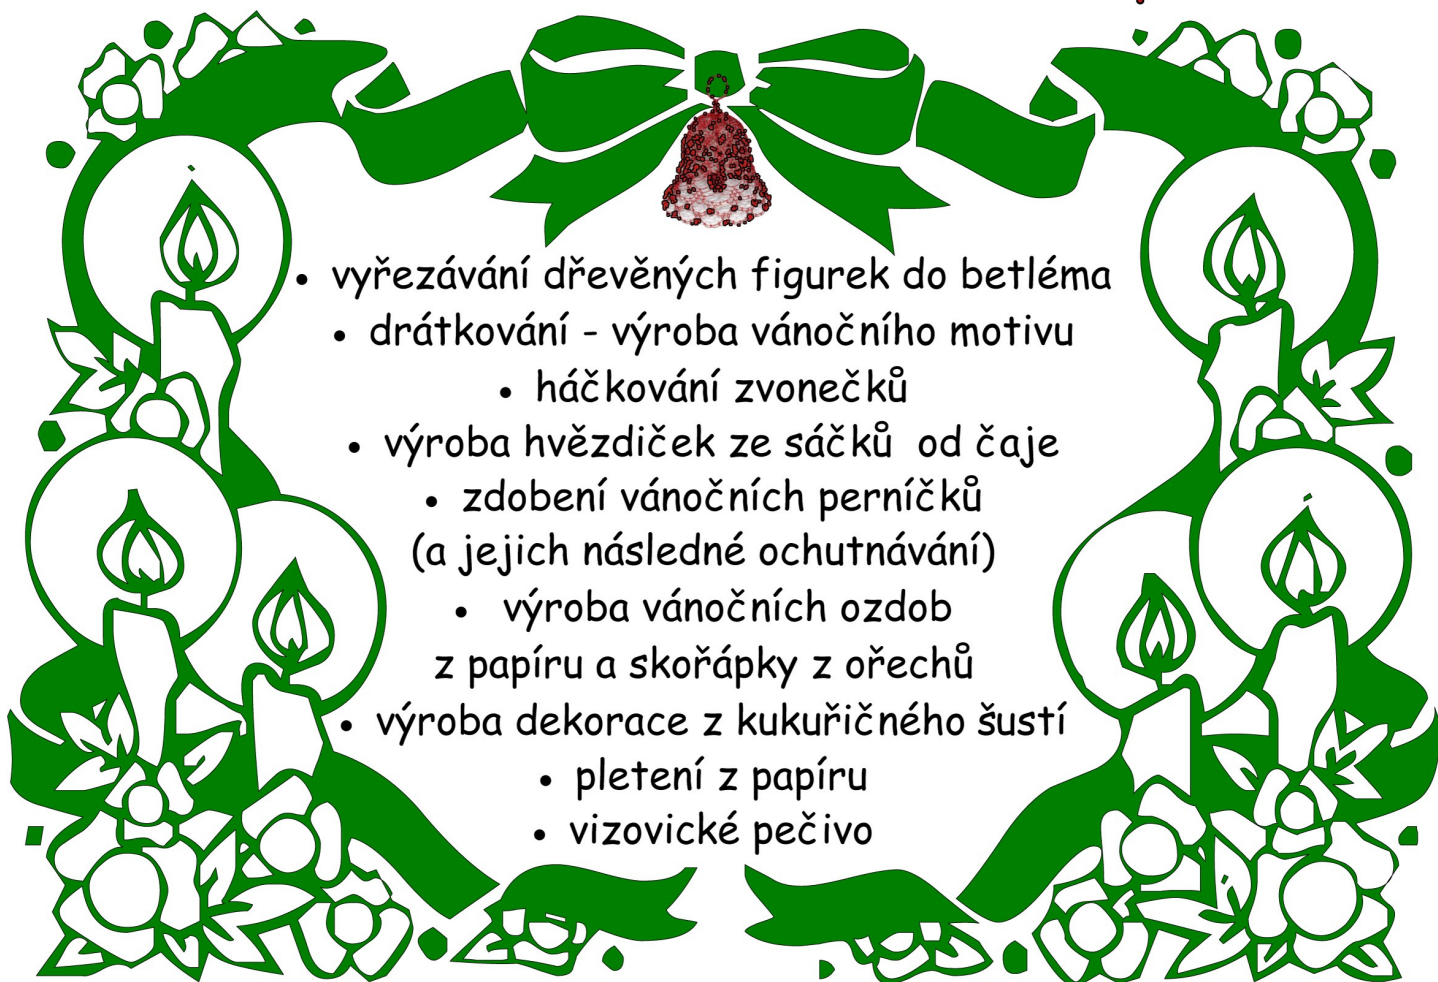 • vyřezávání dřevěných figurek do betléma
• drátkování - výroba vánočního motivu
• háčkování zvonečků
• výroba hvězdiček ze sáčků od čaje
• zdobení vánočních perníčků
(a jejich následné ochutnávání)
• výroba vánočních ozdob
z papíru a skořápky z ořechů
• výroba dekorace z kukuřičného šustí
• pletení z papíru
• vizovické pečivo